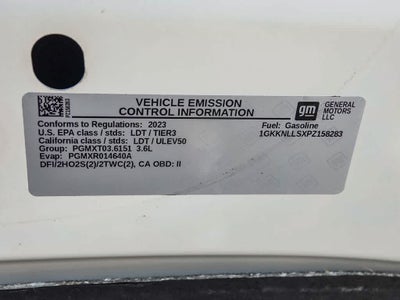 VEHICLE EMISSION
CONTROL INFORMATION
gm
GENERAL
MOTORS
LLC
Conforms to Regulations: 2023
Fuel: Gasoline
U.S. EPA class / stds: LDT / TIER3
1GKKNLLSXPZ158283
California class / stds: LDT / ULEV50
Group: PGMXT03.6151 3.6L
Evap: PGMXR014640A
DFI/2HO2S(2)/2TWC(2), CA OBD: II